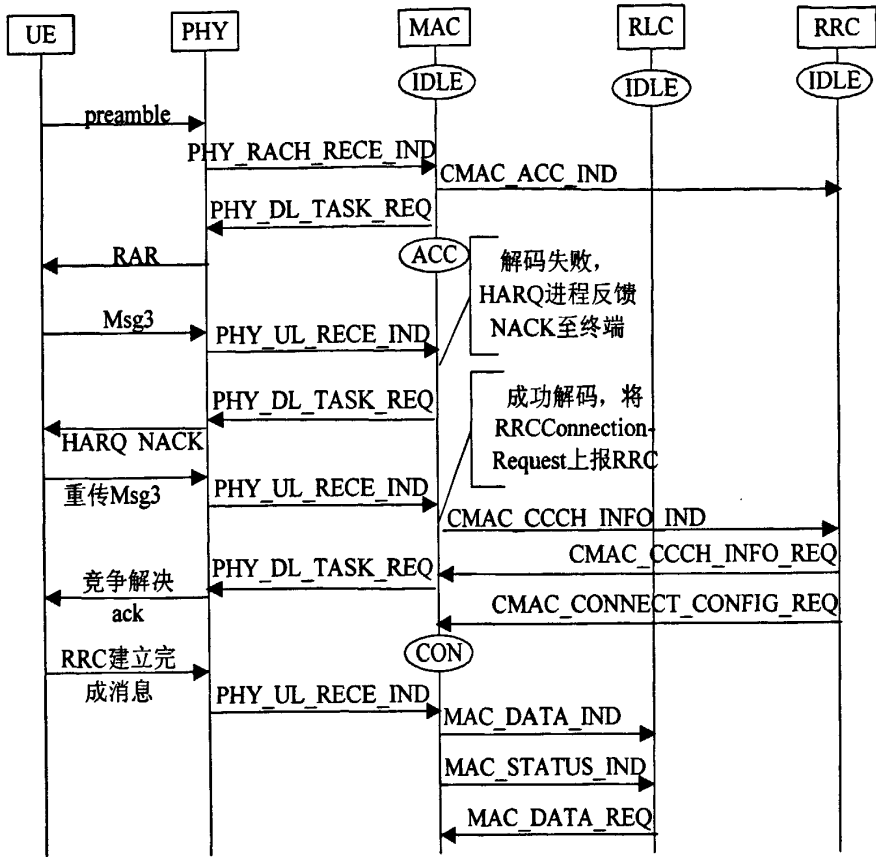 UE PHY MAC RLC RRC
IDLE IDLE IDLE
preamble
PHY_RACH_RECE_IND
CMAC_ACC_IND
PHY_DL_TASK_REQ
RAR
ACC
解码失败，
HARQ进程反馈
NACK至终端
Msg3
PHY_UL_RECE_IND
PHY_DL_TASK_REQ
成功解码，将
RRCConnection-
Request上报RRC
HARQ NACK
重传Msg3
PHY_UL_RECE_IND
CMAC_CCCH_INFO_IND
CMAC_CCCH_INFO_REQ
PHY_DL_TASK_REQ
竞争解决
ack
CMAC_CONNECT_CONFIG_REQ
CON
RRC建立完
成消息
PHY_UL_RECE_IND
MAC_DATA_IND
MAC_STATUS_IND
MAC_DATA_REQ